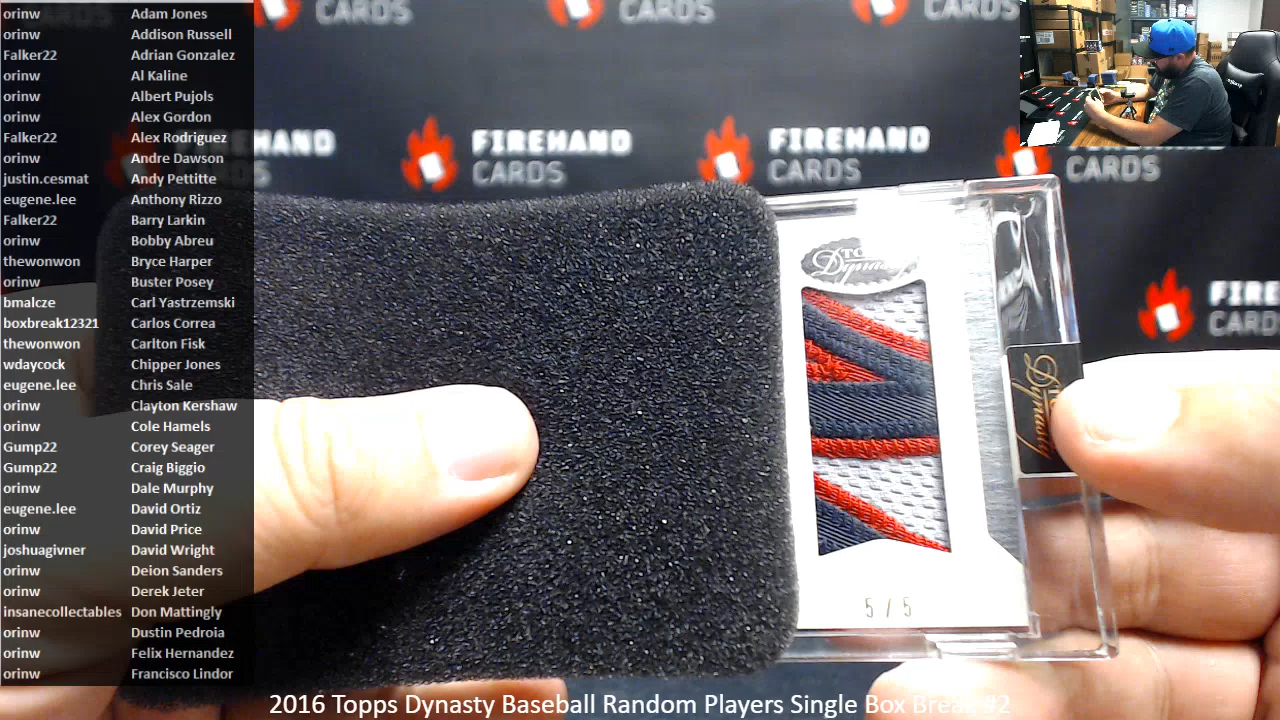 orinw Adam Jones
orinw Addison Russell
Falker22 Adrian Gonzalez
orinw Al Kaline
orinw Albert Pujols
orinw Alex Gordon
Falker22 Alex Rodriguez
orinw Andre Dawson
justin.cesmat Andy Pettitte
eugene.lee Anthony Rizzo
Falker22 Barry Larkin
orinw Bobby Abreu
thewonwon Bryce Harper
orinw Buster Posey
bmalcze Carl Yastrzemski
boxbreak12321 Carlos Correa
thewonwon Carlton Fisk
wdaycock Chipper Jones
eugene.lee Chris Sale
orinw Clayton Kershaw
orinw Cole Hamels
Gump22 Corey Seager
Gump22 Craig Biggio
orinw Dale Murphy
eugene.lee David Ortiz
orinw David Price
joshuagivner David Wright
orinw Deion Sanders
orinw Derek Jeter
insanecollectables Don Mattingly
orinw Dustin Pedroia
orinw Felix Hernandez
orinw Francisco Lindor
CARDS
CARDS
CARDS
FIREHAND
CARDS
FIREHAND
CARDS
CARDS
CARDS
Dynasty
5 / 5
Dynasty
2016 Topps Dynasty Baseball Random Players Single Box Break #2